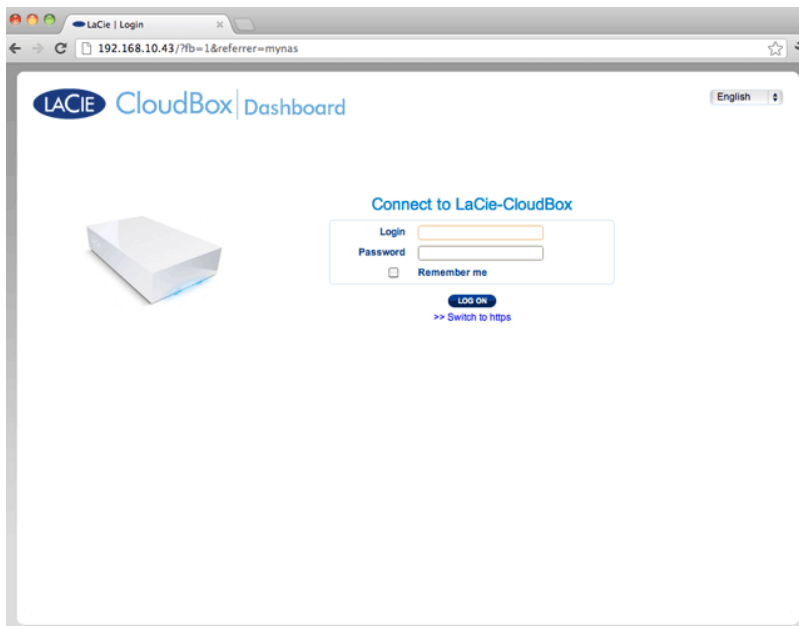 LaCie | Login
192.168.10.43/?fb=1&referrer=mynas
LACIE CloudBox | Dashboard
English
Connect to LaCie-CloudBox
Login
Password
Remember me
LOG ON
>> Switch to https